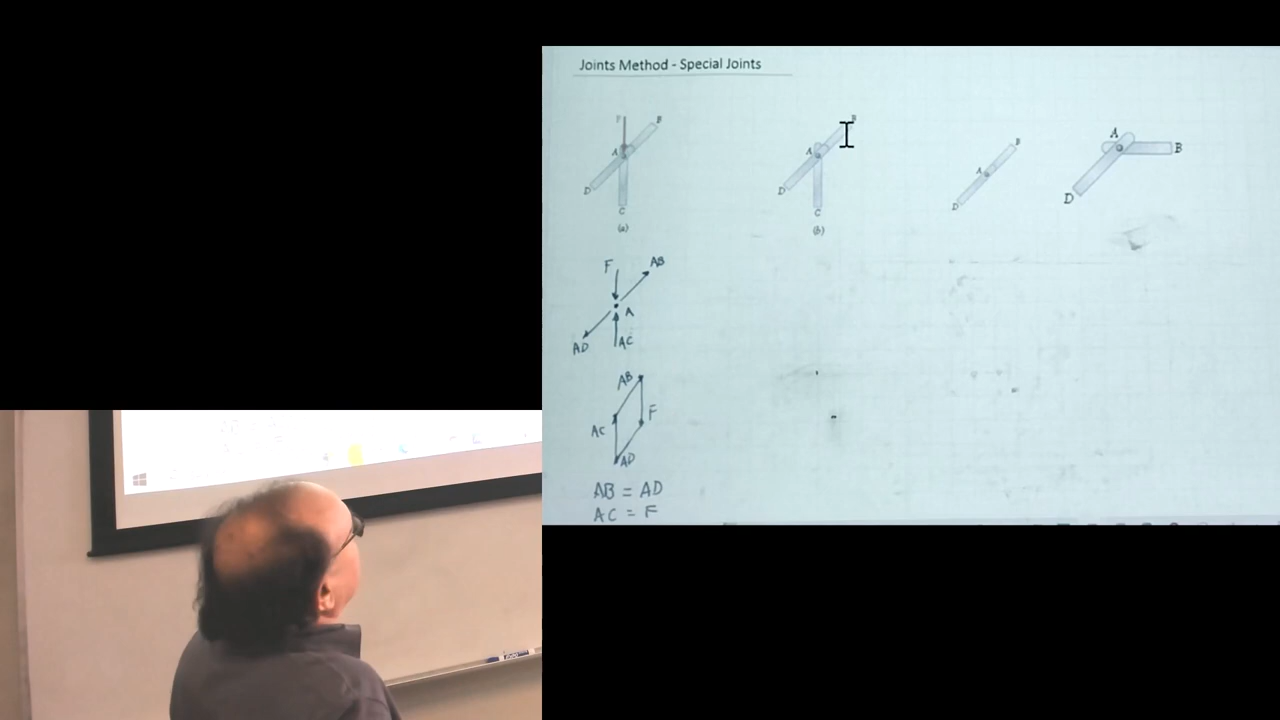 Joints Method - Special Joints
F B
A
D
C
(a)
B
A
D
C
(b)
B
A
D
A
B
D
F AB
A
AD AC
AB
F
AC
AD
AB = AD
AC = F